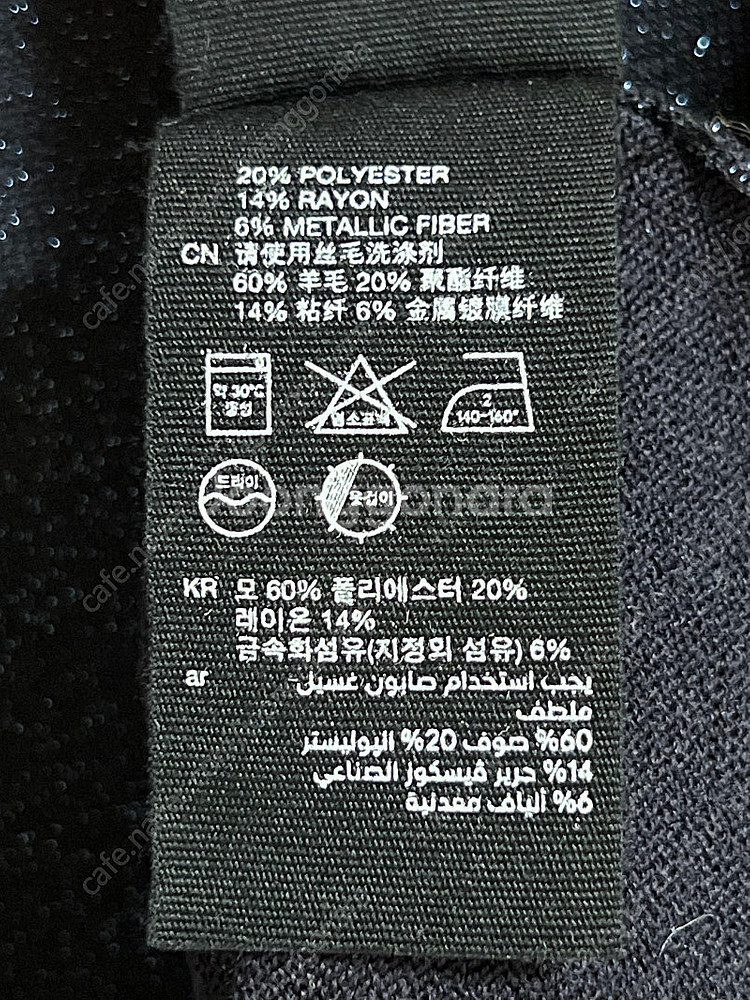 20% POLYESTER
14% RAYON
6% METALLIC FIBER
CN 请使用丝毛洗涤剂
60% 羊毛 20% 聚酯纤维
14% 粘纤 6% 金属镀膜纤维
약 30℃
중성
염소표백
2
140-160°
드라이
옷걸이
KR 모 60% 폴리에스터 20%
레이온 14%
금속화섬유(지정외 섬유) 6%
ar يجب استخدام صابون غسيل
ملطف
60% صوف 20% البوليستر
14% حرير فيسكوز الصناعي
6% ألياف معدنية